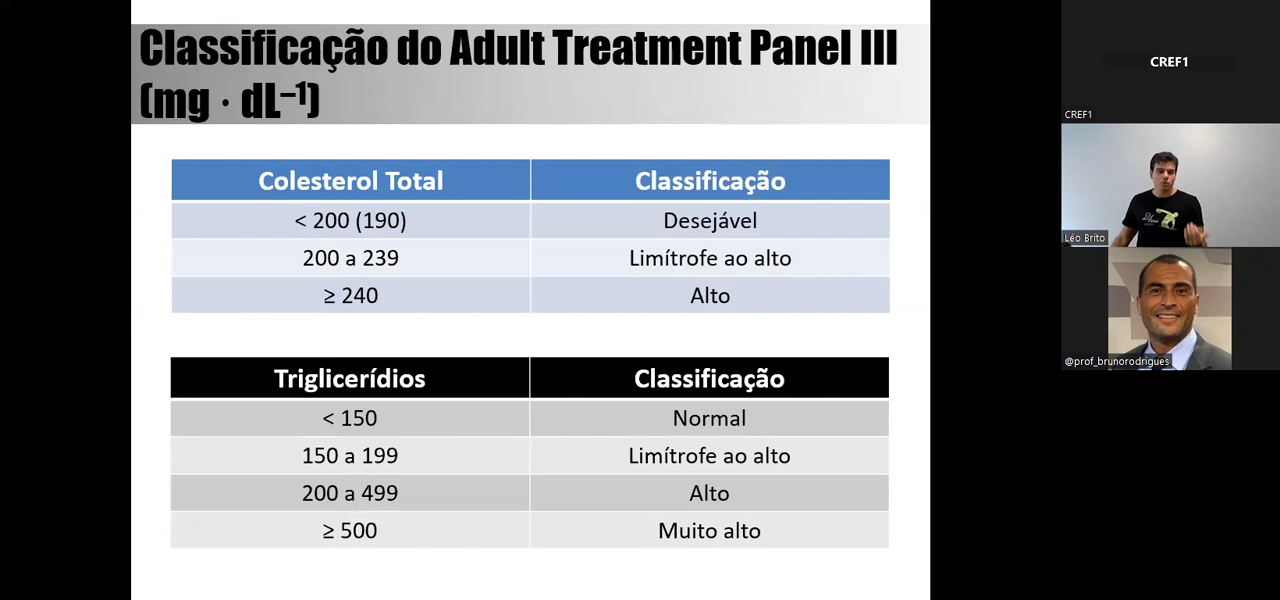 Classificação do Adult Treatment Panel III
(mg · dL⁻¹)
Colesterol Total Classificação
< 200 (190) Desejável
200 a 239 Limítrofe ao alto
≥ 240 Alto
Triglicerídios Classificação
< 150 Normal
150 a 199 Limítrofe ao alto
200 a 499 Alto
≥ 500 Muito alto
CREF1
CREF1
Léo Brito
@prof_brunorodrigues